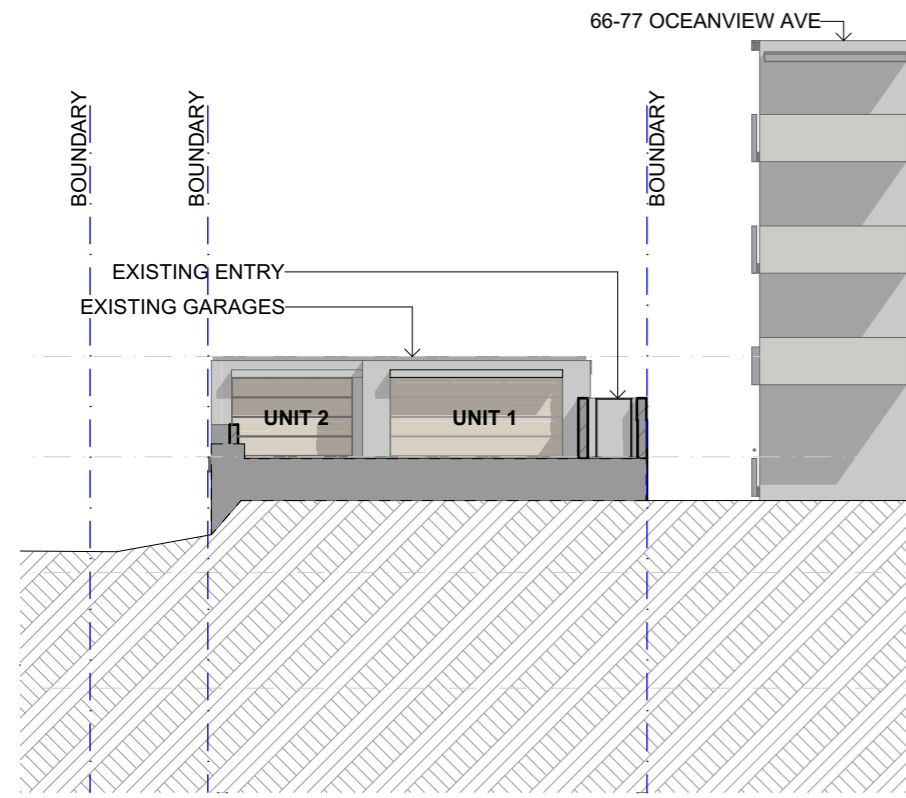 66-77 OCEANVIEW AVE
BOUNDARY
BOUNDARY
BOUNDARY
EXISTING ENTRY
EXISTING GARAGES
UNIT 2
UNIT 1